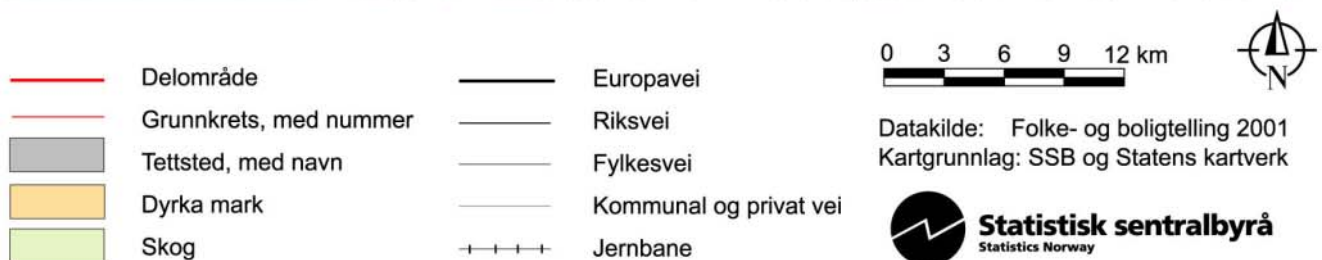 Delområde
Grunnkrets, med nummer
Tettsted, med navn
Dyrka mark
Skog
Europavei
Riksvei
Fylkesvei
Kommunal og privat vei
Jernbane
0 3 6 9 12 km
N
Datakilde: Folke- og boligtelling 2001
Kartgrunnlag: SSB og Statens kartverk
Statistisk sentralbyrå
Statistics Norway